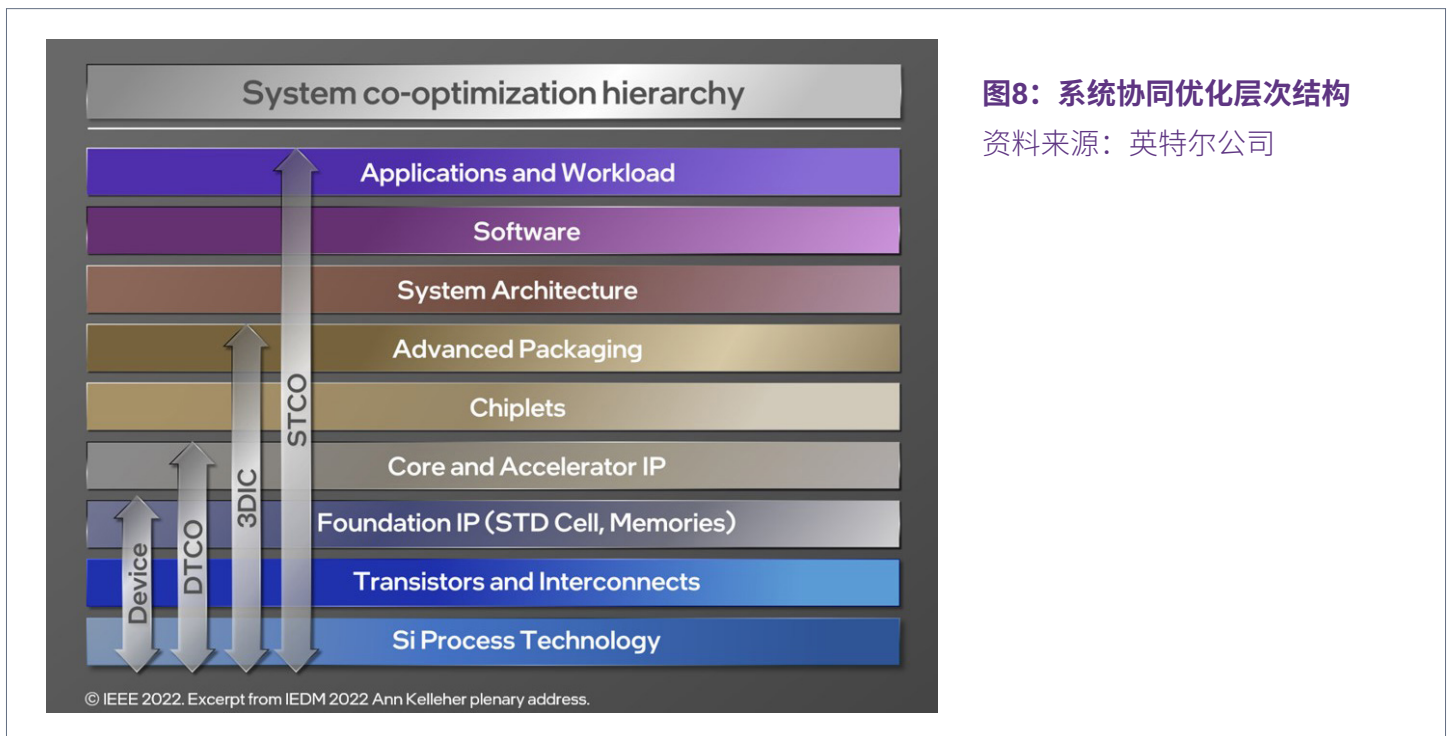 System co-optimization hierarchy
图8：系统协同优化层次结构
资料来源：英特尔公司
Applications and Workload
Software
System Architecture
Advanced Packaging
Chiplets
Core and Accelerator IP
Foundation IP (STD Cell, Memories)
Transistors and Interconnects
Si Process Technology
Device
DTCO
3DIC
STCO
© IEEE 2022. Excerpt from IEDM 2022 Ann Kelleher plenary address.